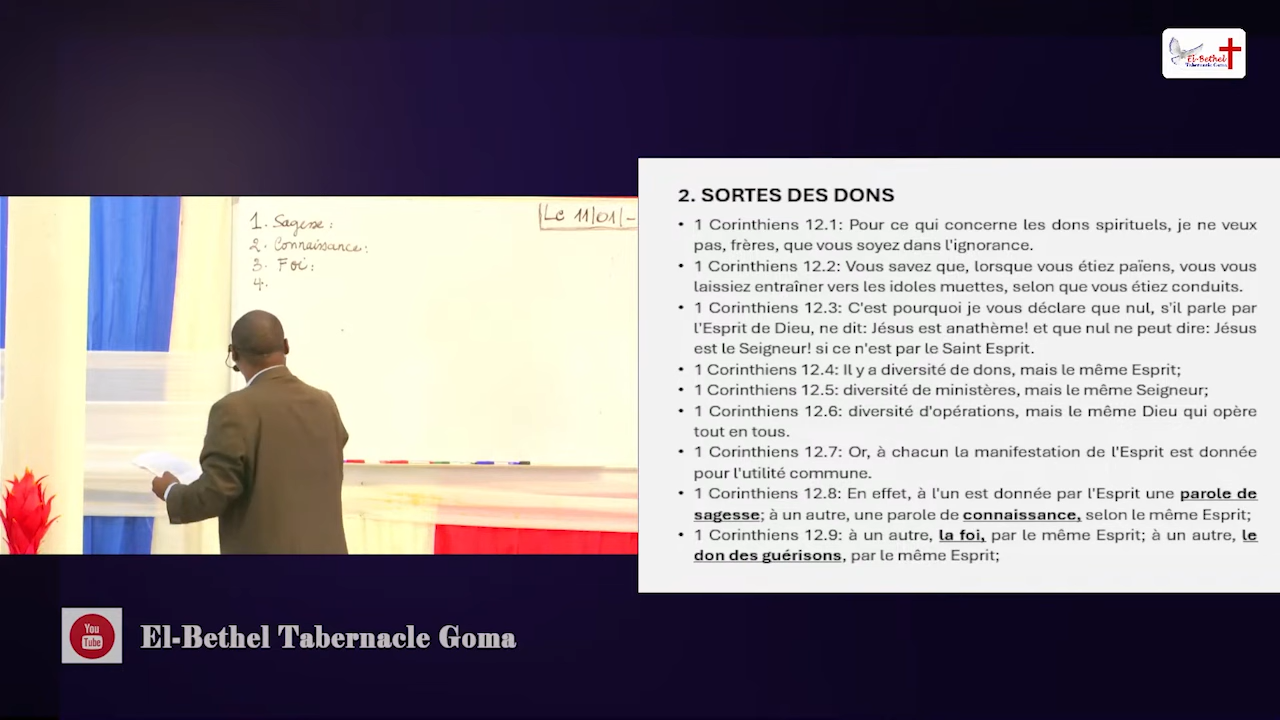 El-Bethel
Tabernacle Goma
1. Sagesse:
2. Connaissance:
3. Foi:
4.
Le 11/01/-
2. SORTES DES DONS
• 1 Corinthiens 12.1: Pour ce qui concerne les dons spirituels, je ne veux
pas, frères, que vous soyez dans l'ignorance.
• 1 Corinthiens 12.2: Vous savez que, lorsque vous étiez païens, vous vous
laissiez entraîner vers les idoles muettes, selon que vous étiez conduits.
• 1 Corinthiens 12.3: C'est pourquoi je vous déclare que nul, s'il parle par
l'Esprit de Dieu, ne dit: Jésus est anathème! et que nul ne peut dire: Jésus
est le Seigneur! si ce n'est par le Saint Esprit.
• 1 Corinthiens 12.4: Il y a diversité de dons, mais le même Esprit;
• 1 Corinthiens 12.5: diversité de ministères, mais le même Seigneur;
• 1 Corinthiens 12.6: diversité d'opérations, mais le même Dieu qui opère
tout en tous.
• 1 Corinthiens 12.7: Or, à chacun la manifestation de l'Esprit est donnée
pour l'utilité commune.
• 1 Corinthiens 12.8: En effet, à l'un est donnée par l'Esprit une parole de
sagesse; à un autre, une parole de connaissance, selon le même Esprit;
• 1 Corinthiens 12.9: à un autre, la foi, par le même Esprit; à un autre, le
don des guérisons, par le même Esprit;
You
Tube
El-Bethel Tabernacle Goma